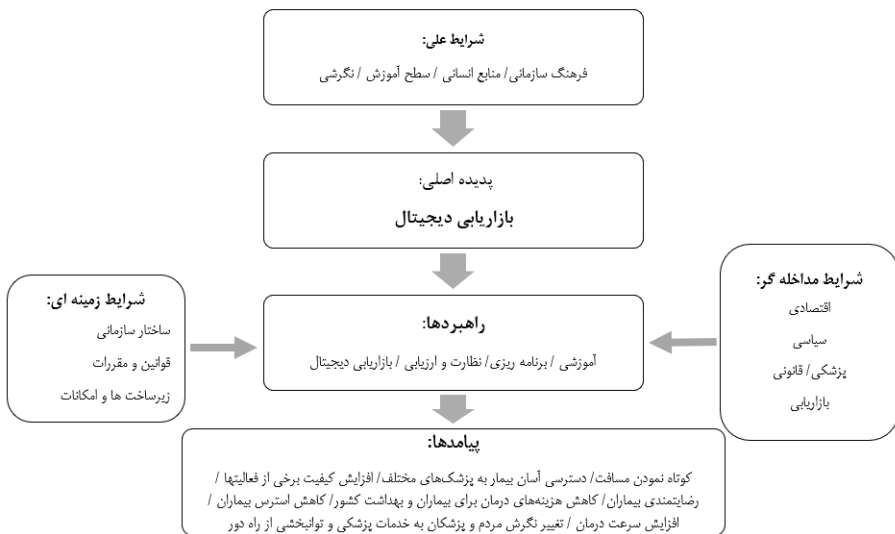 شرایط علی:
فرهنگ سازمانی/ منابع انسانی / سطح آموزش / نگرشی
پدیده اصلی:
بازاریابی دیجیتال
شرایط مداخله گر:
اقتصادی
سیاسی
پزشکی/ قانونی
بازاریابی
راهبردها:
آموزشی / برنامه ریزی/ نظارت و ارزیابی / بازاریابی دیجیتال
شرایط زمینه ای:
ساختار سازمانی
قوانین و مقررات
زیرساخت ها و امکانات
پیامدها:
کوتاه نمودن مسافت/ دسترسی آسان بیمار به پزشک‌های مختلف/ افزایش کیفیت برخی از فعالیتها /
رضایتمندی بیماران/ کاهش هزینه‌های درمان برای بیماران و بهداشت کشور/ کاهش استرس بیماران /
افزایش سرعت درمان / تغییر نگرش مردم و پزشکان به خدمات پزشکی و توانبخشی از راه دور